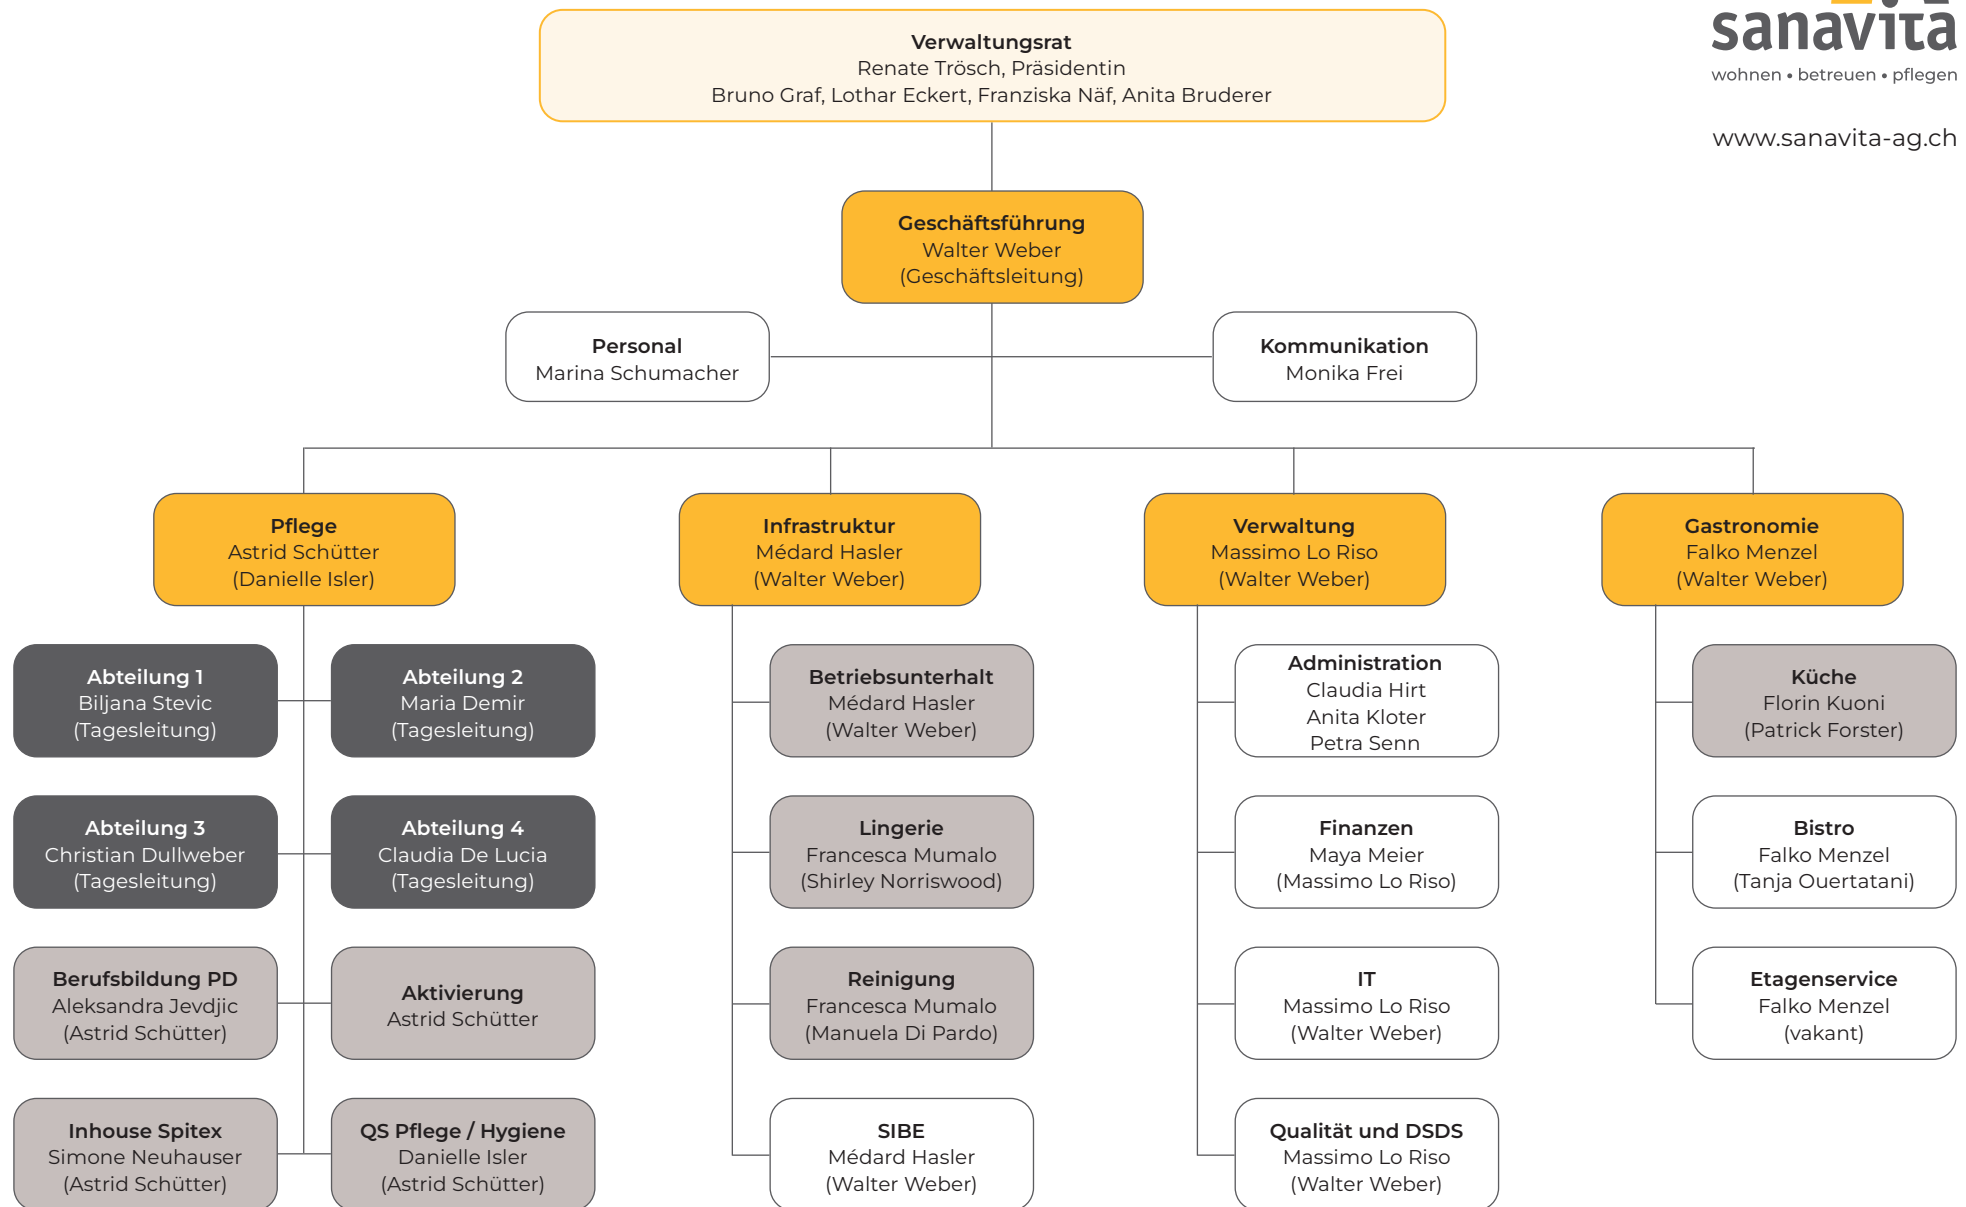 Verwaltungsrat
Renate Trösch, Präsidentin
Bruno Graf, Lothar Eckert, Franziska Näf, Anita Bruderer
sanavita
wohnen • betreuen • pflegen
www.sanavita-ag.ch
Geschäftsführung
Walter Weber
(Geschäftsleitung)
Personal
Marina Schumacher
Kommunikation
Monika Frei
Pflege
Astrid Schütter
(Danielle Isler)
Infrastruktur
Médard Hasler
(Walter Weber)
Verwaltung
Massimo Lo Riso
(Walter Weber)
Gastronomie
Falko Menzel
(Walter Weber)
Abteilung 1
Biljana Stevic
(Tagesleitung)
Abteilung 2
Maria Demir
(Tagesleitung)
Betriebsunterhalt
Médard Hasler
(Walter Weber)
Administration
Claudia Hirt
Anita Kloter
Petra Senn
Küche
Florin Kuoni
(Patrick Forster)
Abteilung 3
Christian Dullweber
(Tagesleitung)
Abteilung 4
Claudia De Lucia
(Tagesleitung)
Lingerie
Francesca Mumalo
(Shirley Norriswood)
Finanzen
Maya Meier
(Massimo Lo Riso)
Bistro
Falko Menzel
(Tanja Ouertatani)
Berufsbildung PD
Aleksandra Jevdjic
(Astrid Schütter)
Aktivierung
Astrid Schütter
Reinigung
Francesca Mumalo
(Manuela Di Pardo)
IT
Massimo Lo Riso
(Walter Weber)
Etagenservice
Falko Menzel
(vakant)
Inhouse Spitex
Simone Neuhauser
(Astrid Schütter)
QS Pflege / Hygiene
Danielle Isler
(Astrid Schütter)
SIBE
Médard Hasler
(Walter Weber)
Qualität und DSDS
Massimo Lo Riso
(Walter Weber)